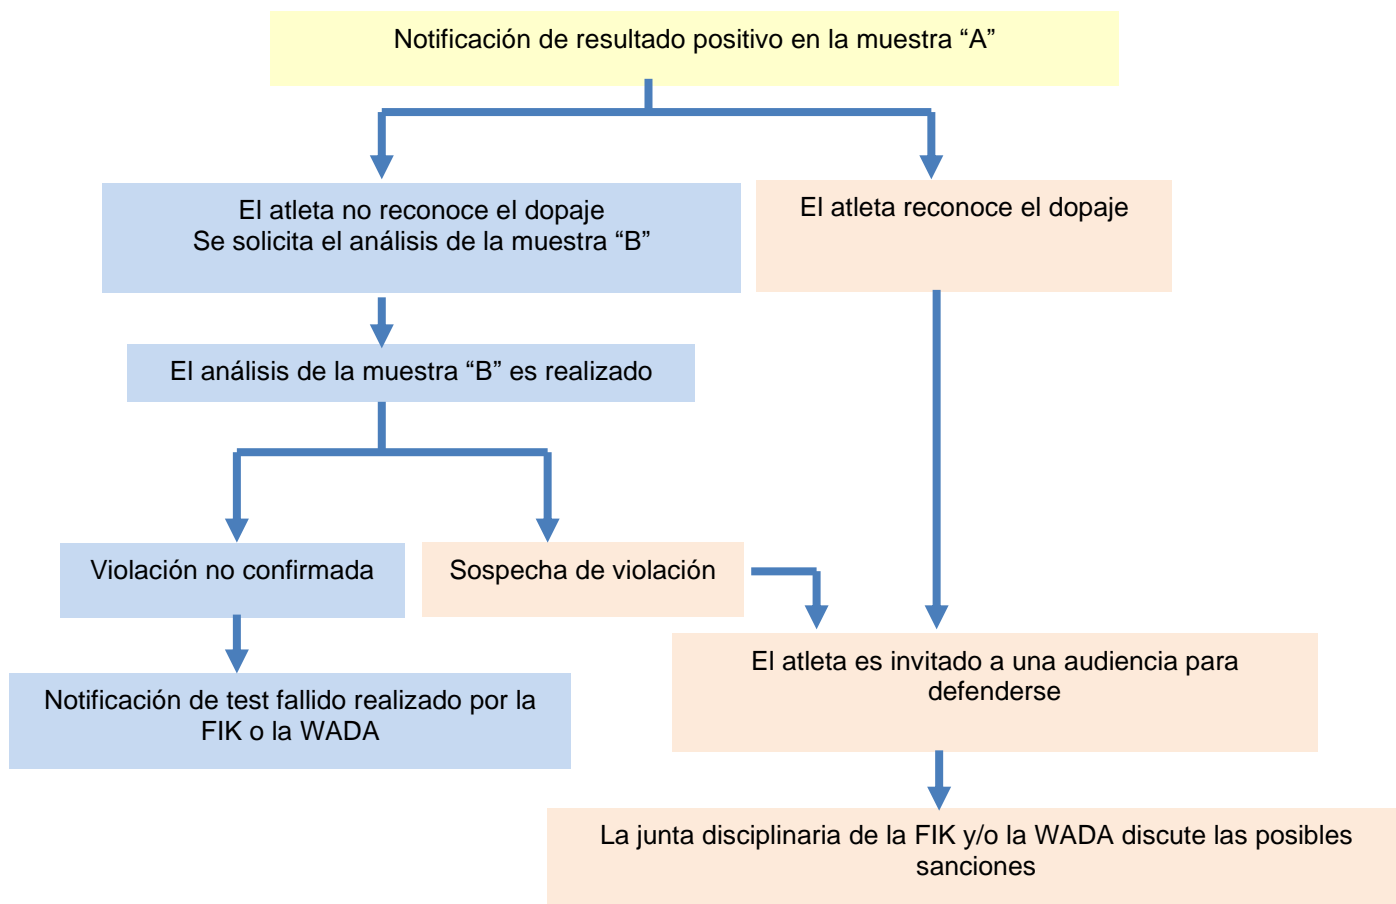 Notificación de resultado positivo en la muestra “A”
El atleta no reconoce el dopaje
Se solicita el análisis de la muestra “B”
El atleta reconoce el dopaje
El análisis de la muestra “B” es realizado
Violación no confirmada
Sospecha de violación
El atleta es invitado a una audiencia para
defenderse
Notificación de test fallido realizado por la
FIK o la WADA
La junta disciplinaria de la FIK y/o la WADA discute las posibles
sanciones